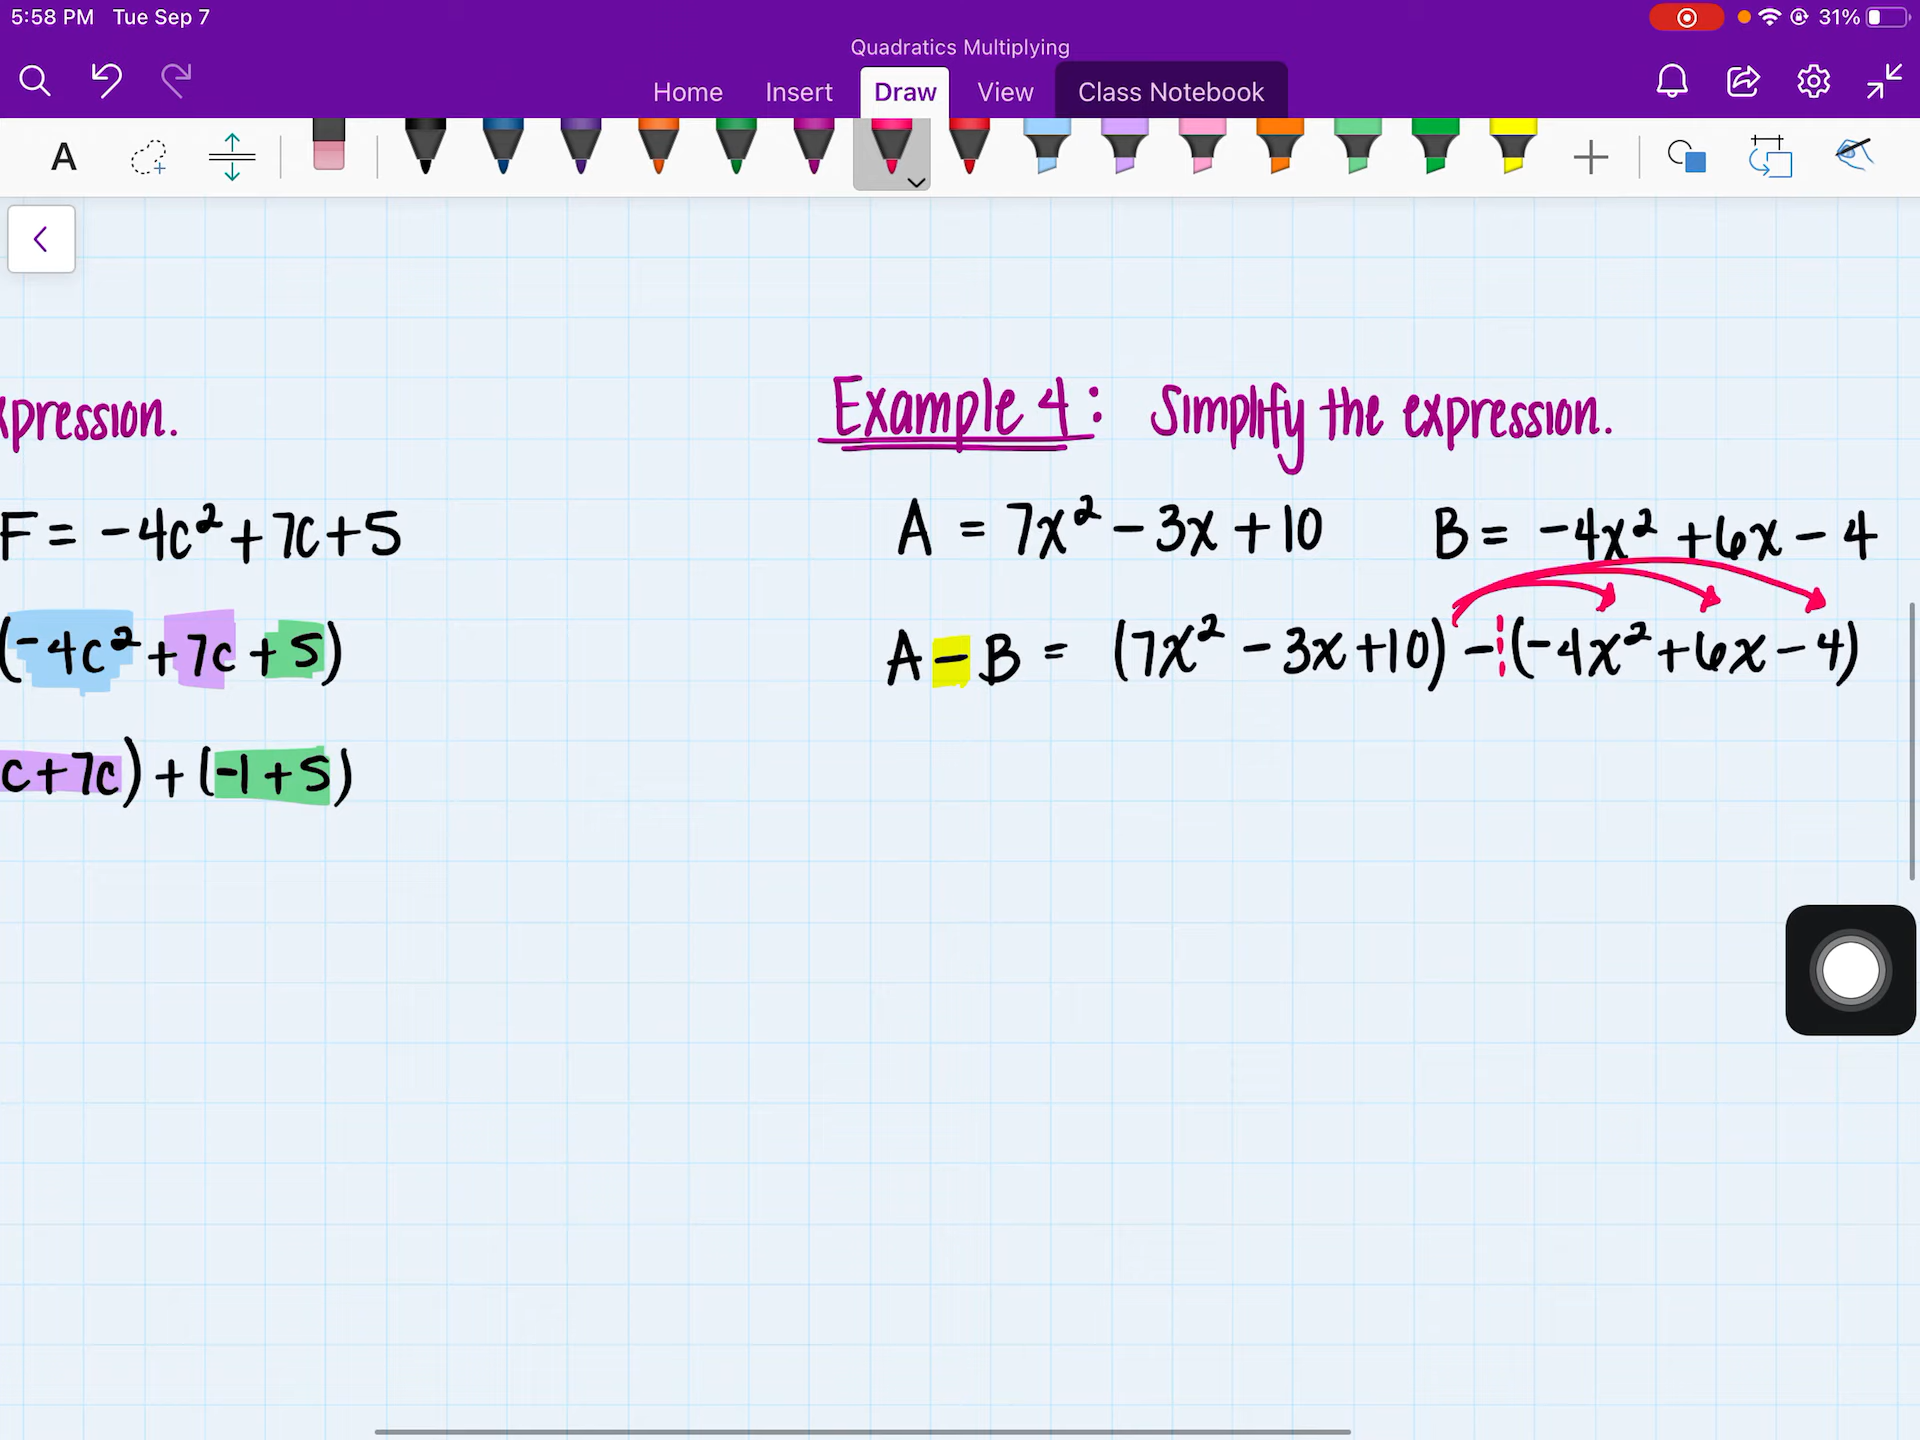 5:58 PM Tue Sep 7
31%
Quadratics Multiplying
Home Insert Draw View Class Notebook
A
xpression.
F = -4c² + 7c + 5
(-4c² + 7c + 5)
c + 7c) + (-1 + 5)
Example 4: Simplify the expression.
A = 7x² - 3x + 10 B = -4x² + 6x - 4
A - B = (7x² - 3x + 10) - 1(-4x² + 6x - 4)